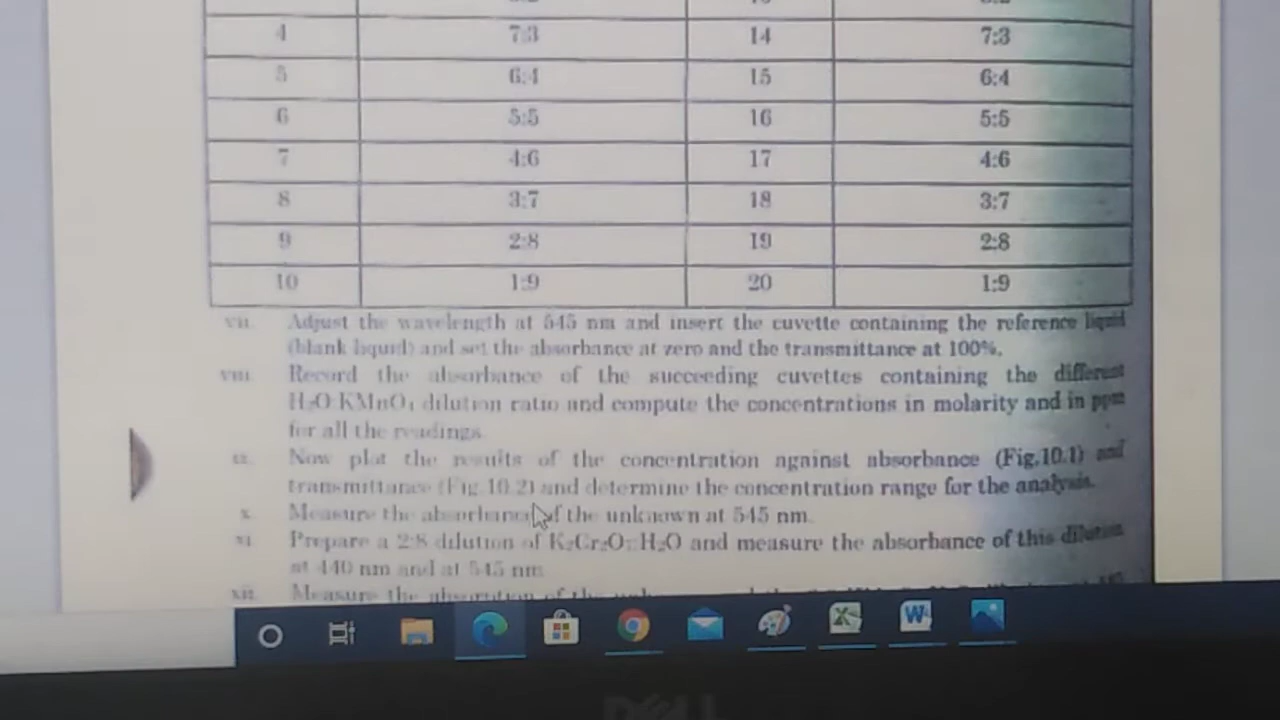 4 7:3 14 7:3
5 6:4 15 6:4
6 5:5 16 5:5
7 4:6 17 4:6
8 3:7 18 3:7
9 2:8 19 2:8
10 1:9 20 1:9
vii. Adjust the wavelength at 545 nm and insert the cuvette containing the reference liquid
(blank liquid) and set the absorbance at zero and the transmittance at 100%.
viii. Record the absorbance of the succeeding cuvettes containing the different
H₂O:KMnO₄ dilution ratio and compute the concentrations in molarity and in ppm
for all the readings.
ix. Now plot the results of the concentration against absorbance (Fig.10.1) and
transmittance (Fig.10.2) and determine the concentration range for the analysis.
x. Measure the absorbance of the unknown at 545 nm.
xi. Prepare a 2:8 dilution of K₂Cr₂O₇:H₂O and measure the absorbance of this dilution
at 440 nm and at 545 nm.
xii. Measure the absorption of the
DELL